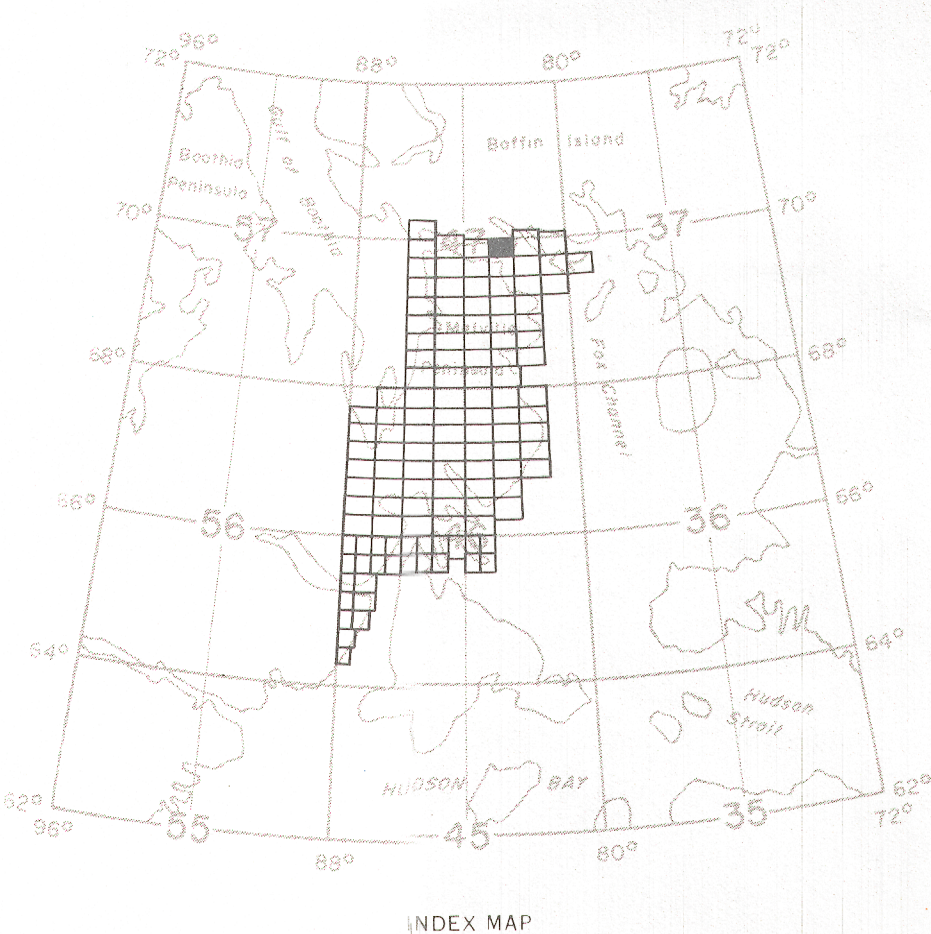 72° 96° 88° 80° 72° 72°
Gulf of Boothia
Baffin Island
Boothia
Peninsula
70° 57 47 37 70°
Melville
Peninsula
68° 68°
Fox Channel
66° 56 46 36 66°
64° 64°
Hudson
Strait
HUDSON BAY
62° 55 45 35 62°
96° 88° 80° 72°
INDEX MAP